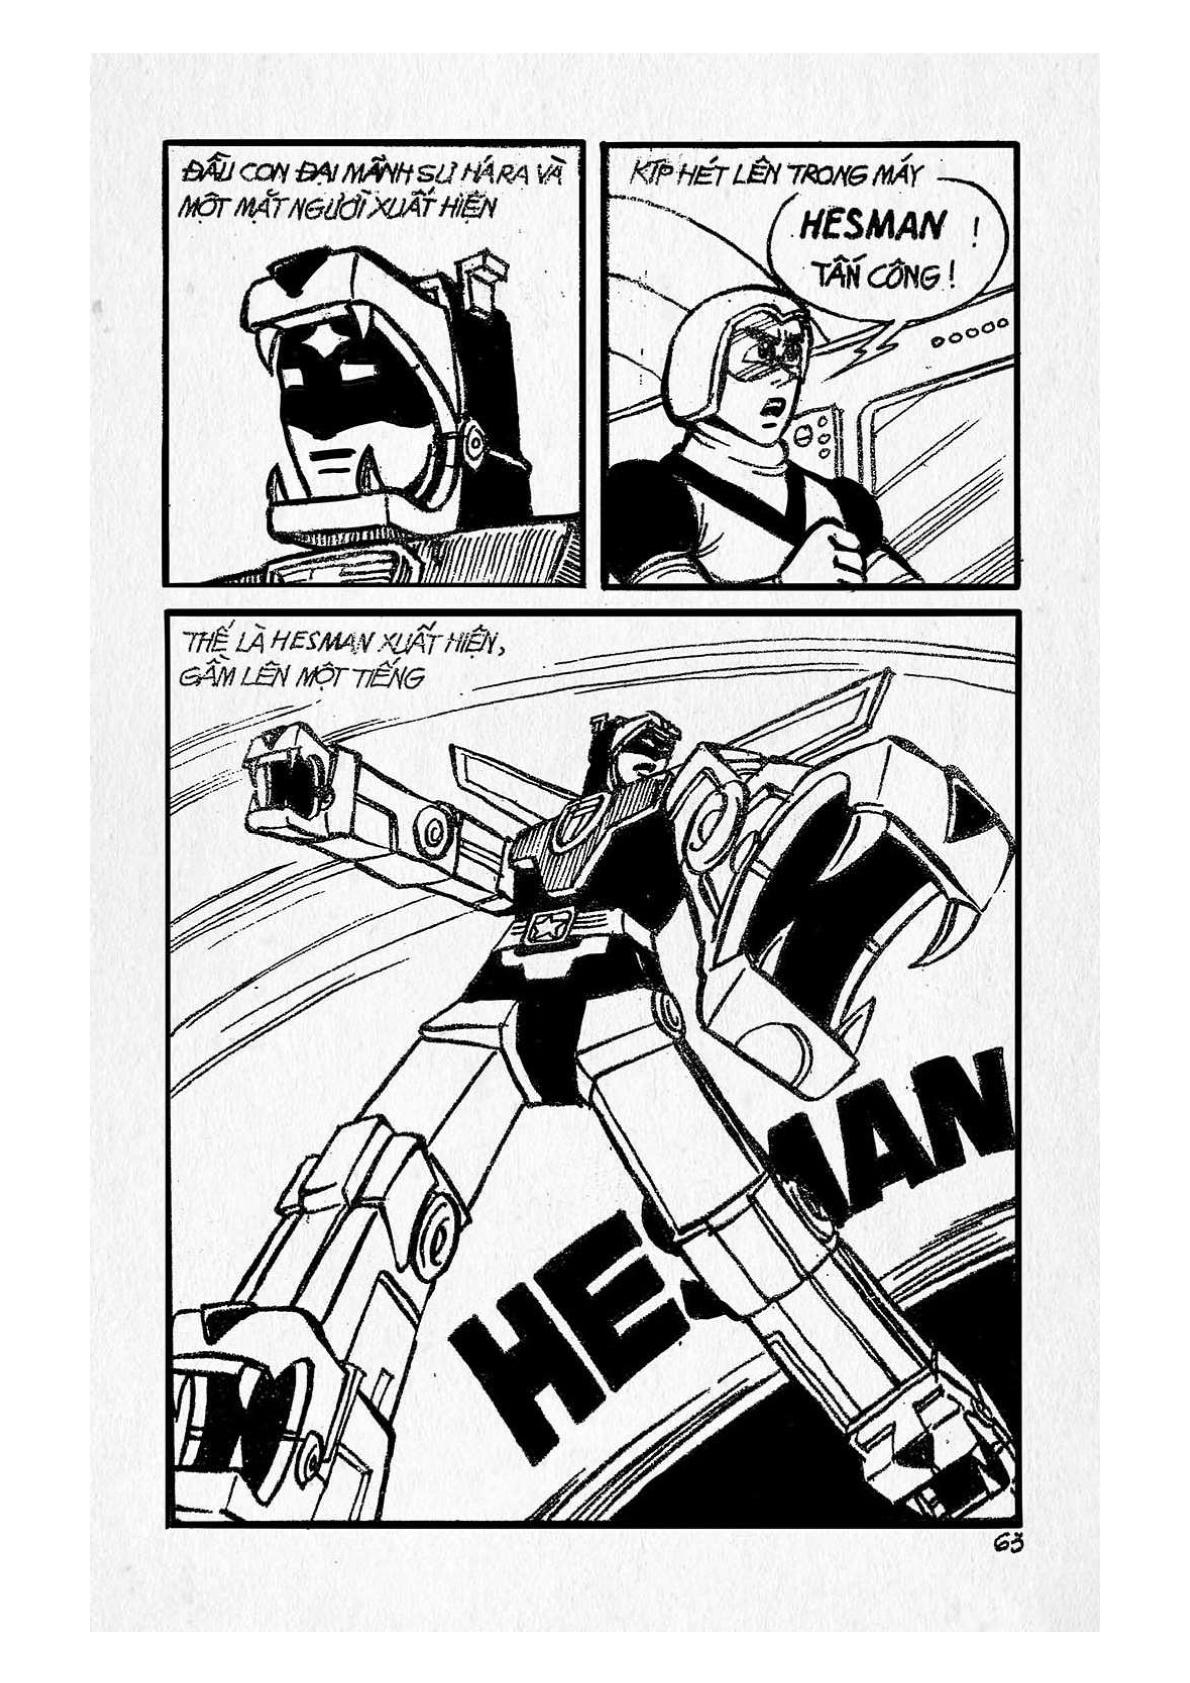 ĐẦU CON ĐẠI MÃNH SƯ HÁ RA VÀ
MỘT MẶT NGƯỜI XUẤT HIỆN
KÍP HÉT LÊN TRONG MÁY
HESMAN !
TẤN CÔNG !
THẾ LÀ HESMAN XUẤT HIỆN,
GẦM LÊN MỘT TIẾNG
HESMAN
63